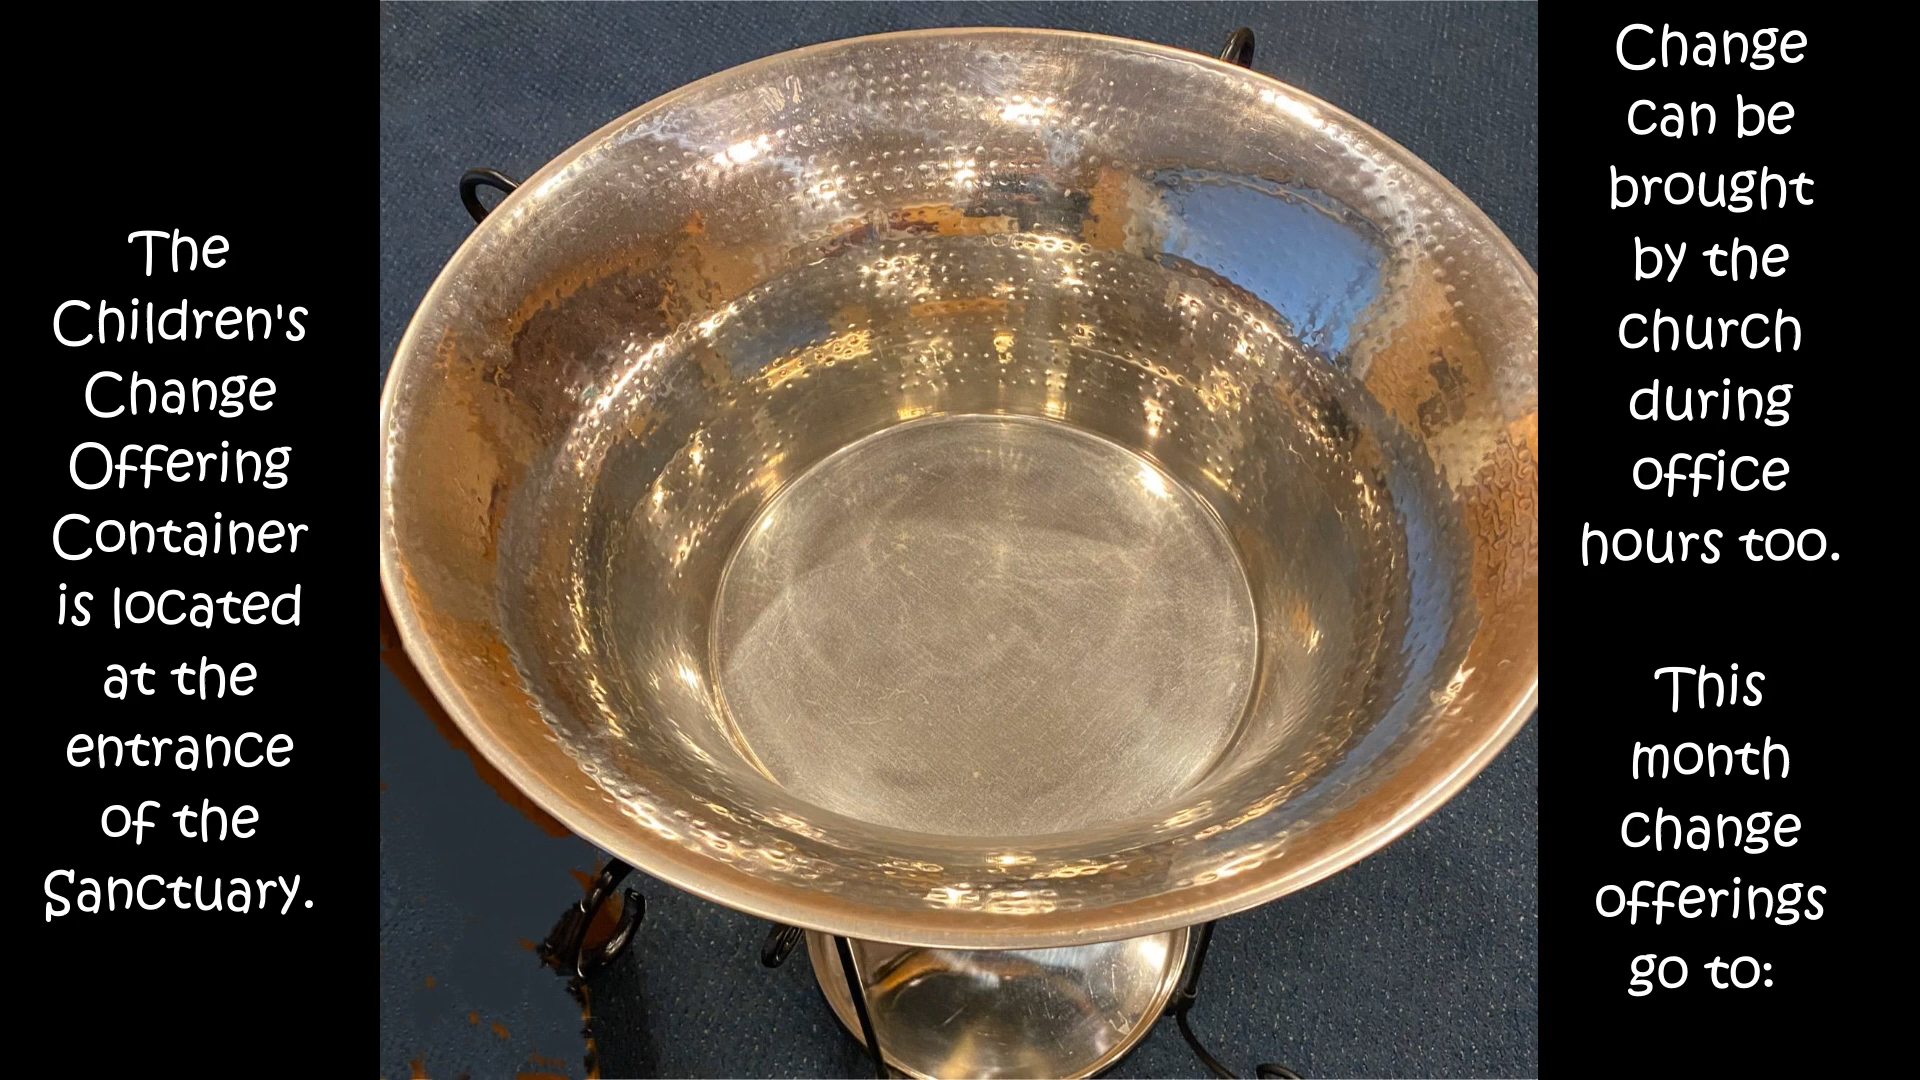 The
Children's
Change
Offering
Container
is located
at the
entrance
of the
Sanctuary.
Change
can be
brought
by the
church
during
office
hours too.
This
month
change
offerings
go to: